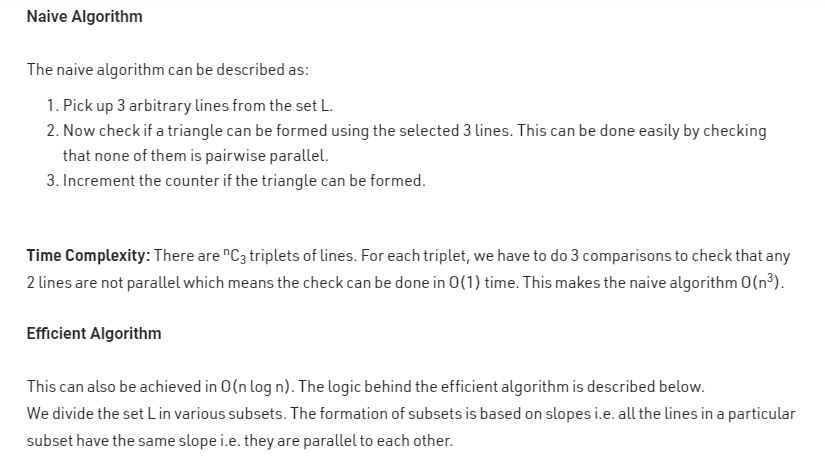 Naive Algorithm
The naive algorithm can be described as:
1. Pick up 3 arbitrary lines from the set L.
2. Now check if a triangle can be formed using the selected 3 lines. This can be done easily by checking
that none of them is pairwise parallel.
3. Increment the counter if the triangle can be formed.
Time Complexity: There are ⁿC₃ triplets of lines. For each triplet, we have to do 3 comparisons to check that any
2 lines are not parallel which means the check can be done in O(1) time. This makes the naive algorithm O(n³).
Efficient Algorithm
This can also be achieved in O(n log n). The logic behind the efficient algorithm is described below.
We divide the set L in various subsets. The formation of subsets is based on slopes i.e. all the lines in a particular
subset have the same slope i.e. they are parallel to each other.